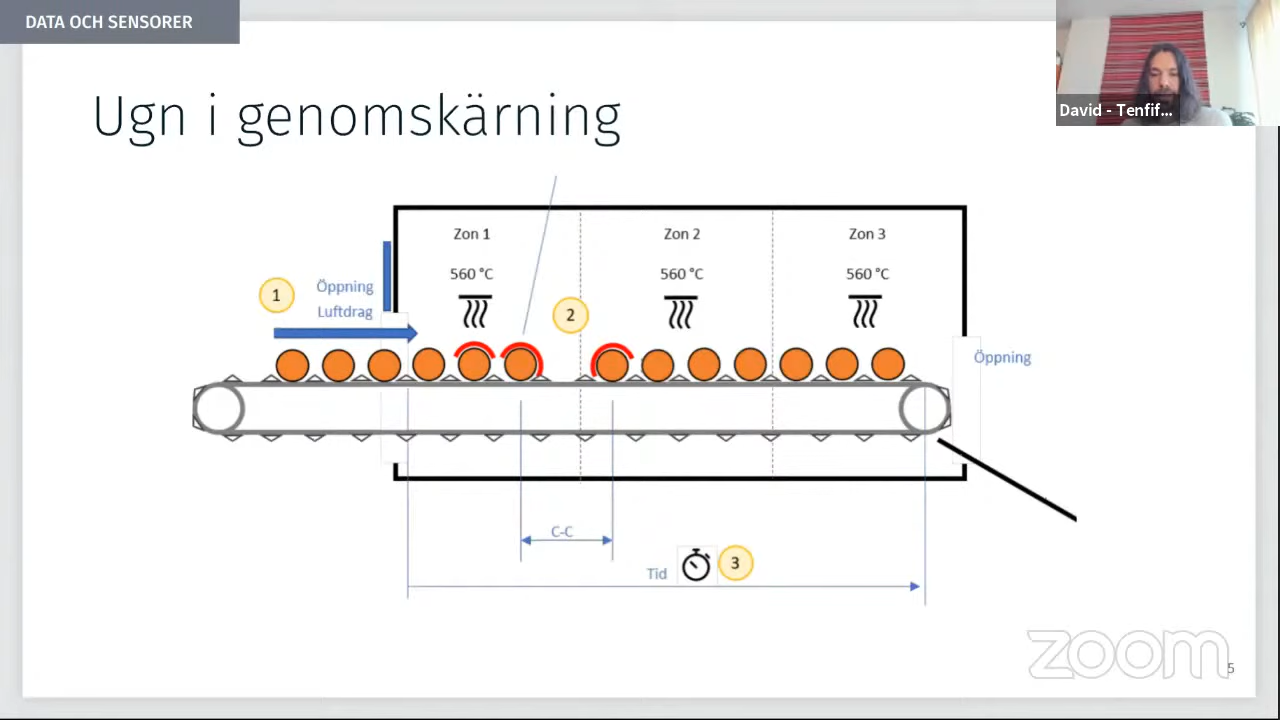 DATA OCH SENSORER
David - Tenfif...
Ugn i genomskärning
Zon 1
Zon 2
Zon 3
560 °C
560 °C
560 °C
1
Öppning
Luftdrag
2
Öppning
C-C
Tid
3
zoom
5